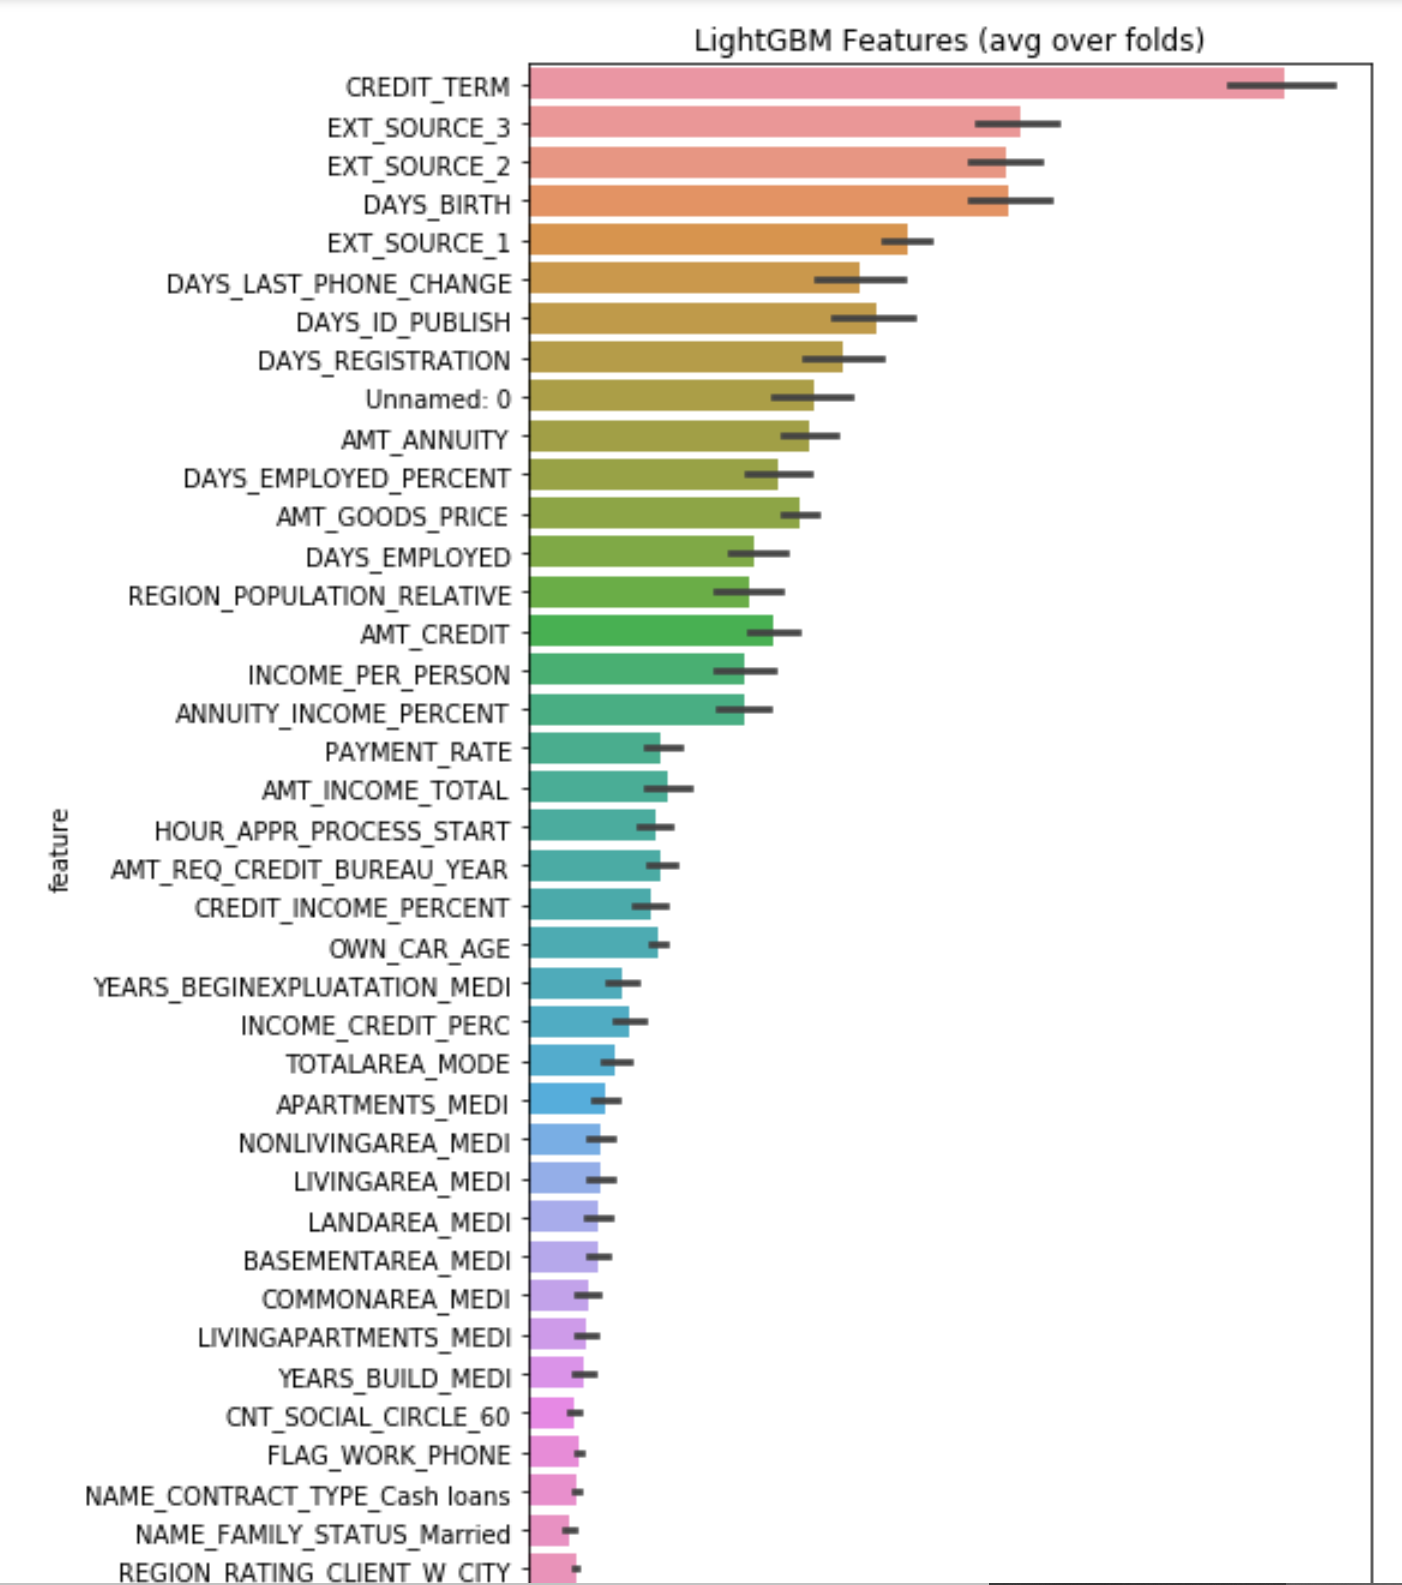 LightGBM Features (avg over folds)
CREDIT_TERM
EXT_SOURCE_3
EXT_SOURCE_2
DAYS_BIRTH
EXT_SOURCE_1
DAYS_LAST_PHONE_CHANGE
DAYS_ID_PUBLISH
DAYS_REGISTRATION
Unnamed: 0
AMT_ANNUITY
DAYS_EMPLOYED_PERCENT
AMT_GOODS_PRICE
DAYS_EMPLOYED
REGION_POPULATION_RELATIVE
AMT_CREDIT
INCOME_PER_PERSON
ANNUITY_INCOME_PERCENT
PAYMENT_RATE
AMT_INCOME_TOTAL
HOUR_APPR_PROCESS_START
AMT_REQ_CREDIT_BUREAU_YEAR
CREDIT_INCOME_PERCENT
OWN_CAR_AGE
YEARS_BEGINEXPLUATATION_MEDI
INCOME_CREDIT_PERC
TOTALAREA_MODE
APARTMENTS_MEDI
NONLIVINGAREA_MEDI
LIVINGAREA_MEDI
LANDAREA_MEDI
BASEMENTAREA_MEDI
COMMONAREA_MEDI
LIVINGAPARTMENTS_MEDI
YEARS_BUILD_MEDI
CNT_SOCIAL_CIRCLE_60
FLAG_WORK_PHONE
NAME_CONTRACT_TYPE_Cash loans
NAME_FAMILY_STATUS_Married
REGION_RATING_CLIENT_W_CITY
feature